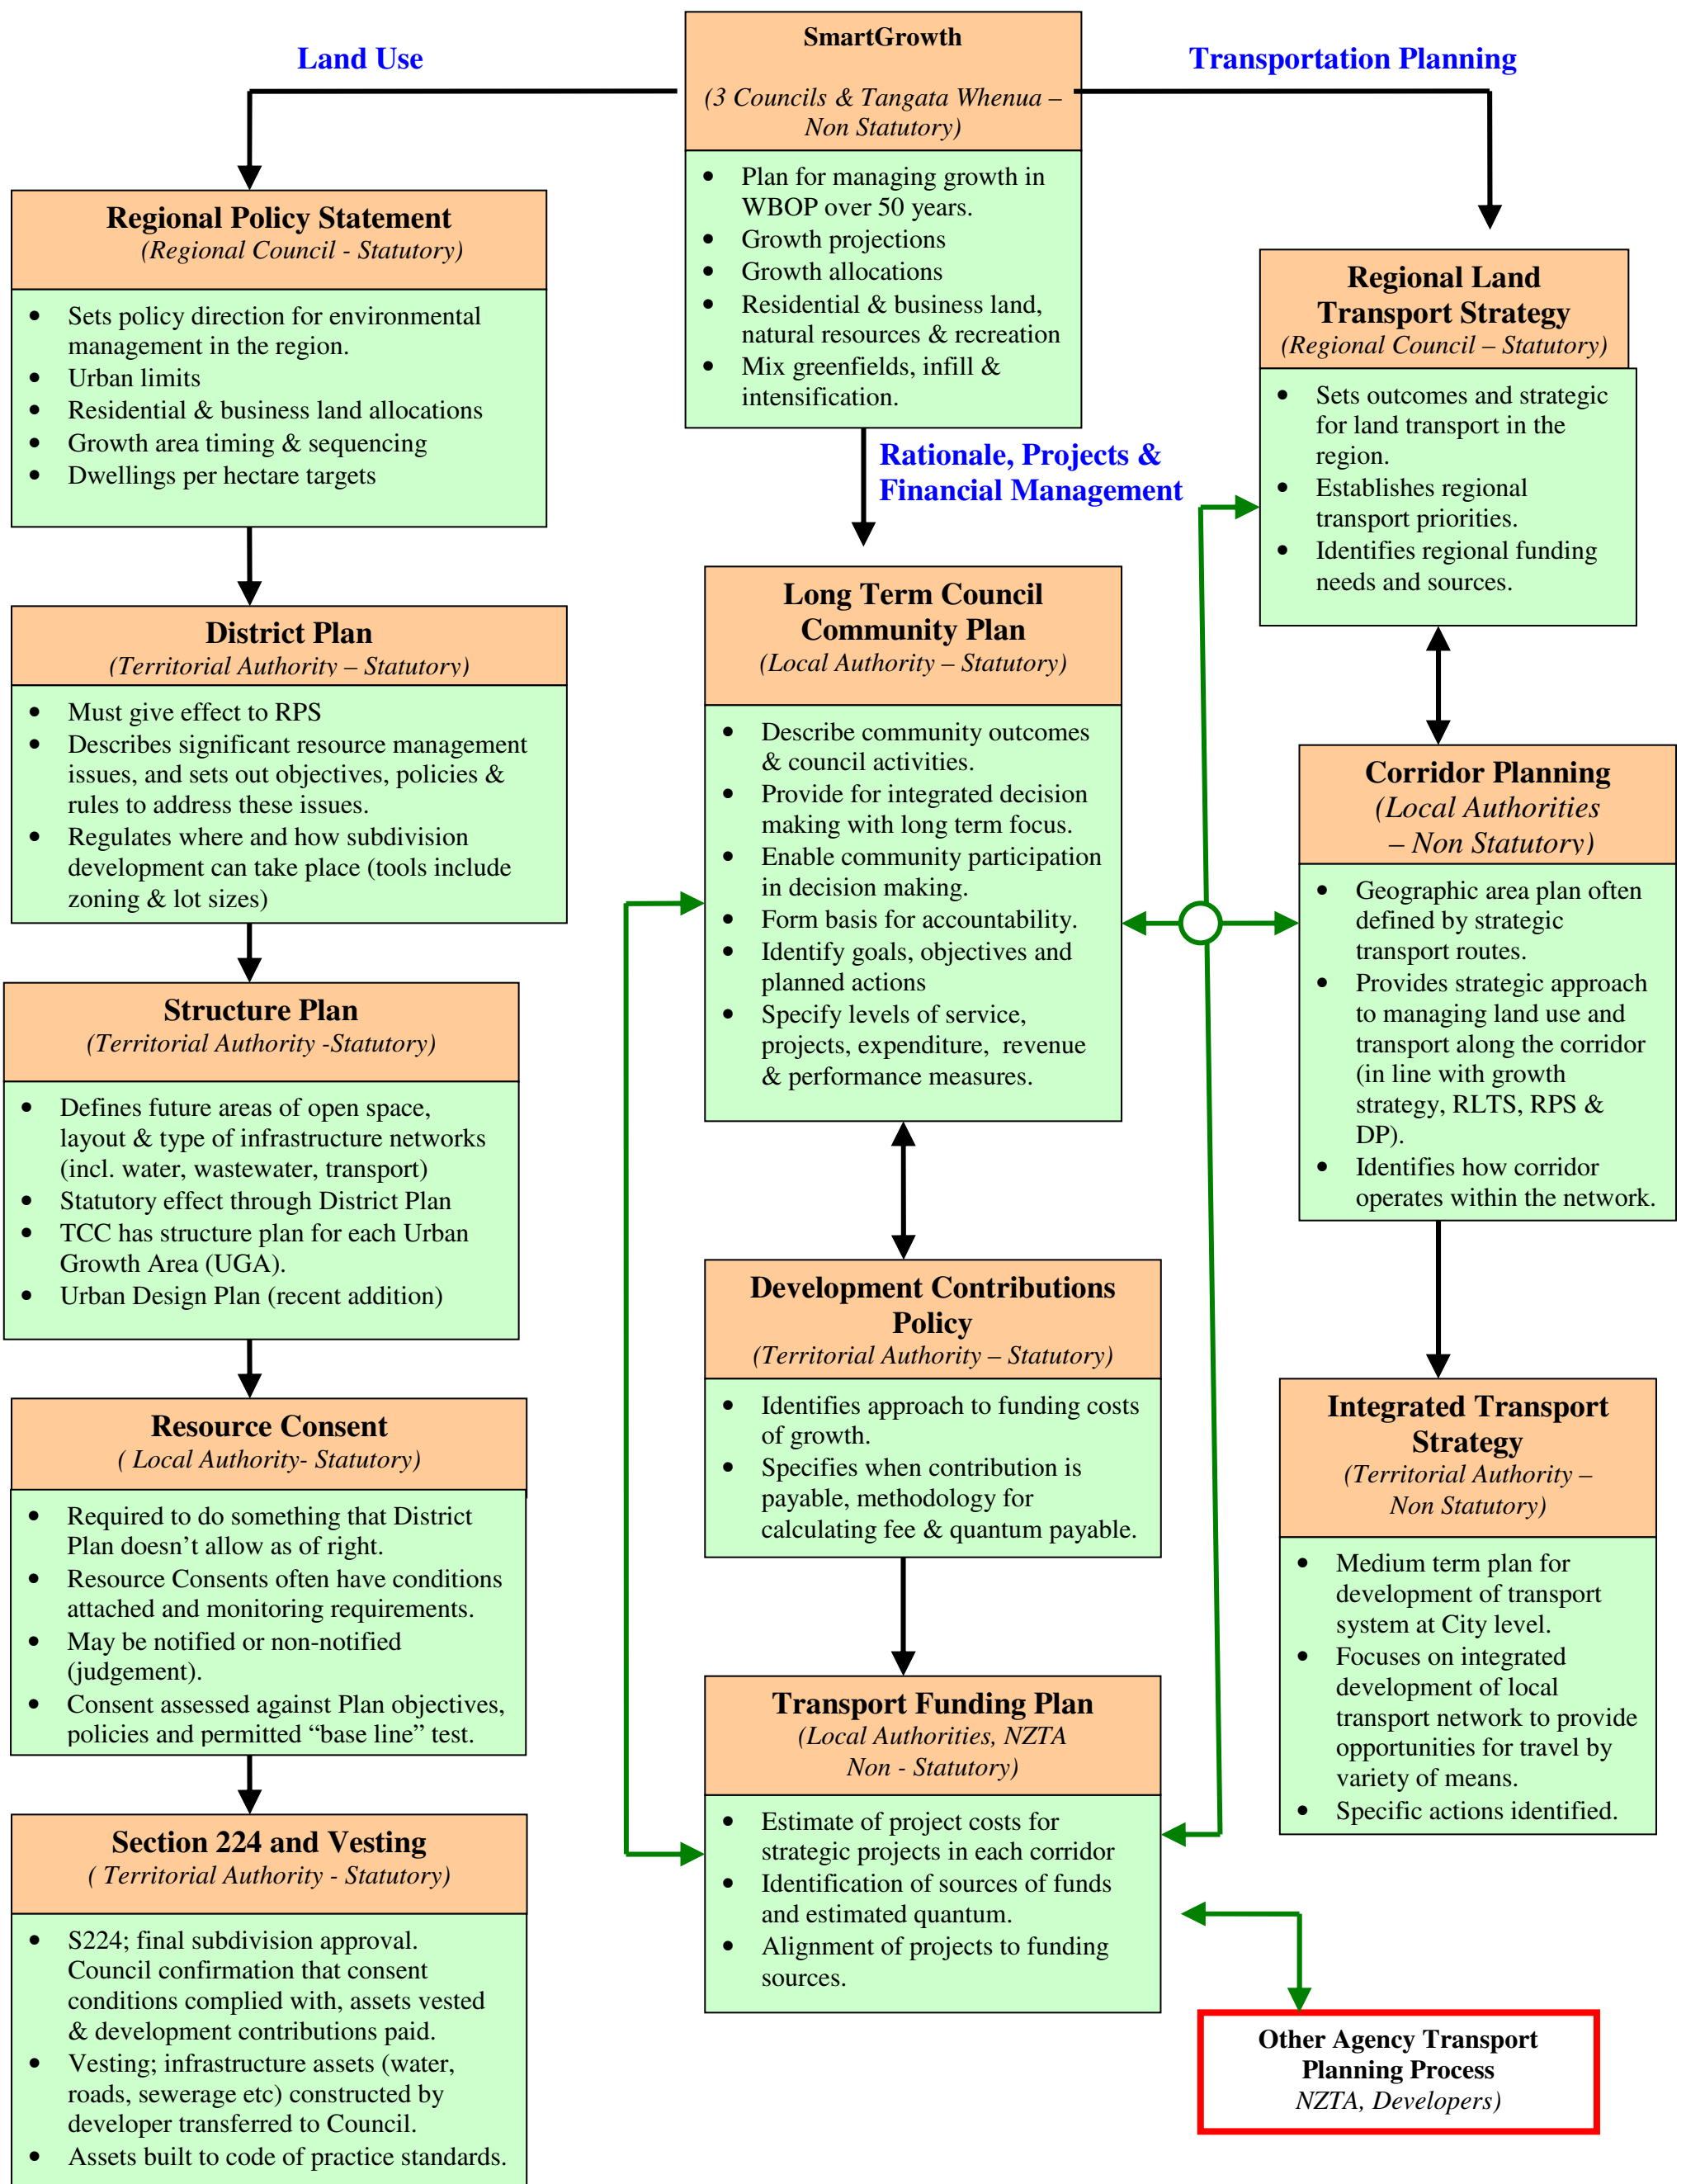 Land Use
SmartGrowth
(3 Councils & Tangata Whenua –
Non Statutory)
• Plan for managing growth in
WBOP over 50 years.
• Growth projections
• Growth allocations
• Residential & business land,
natural resources & recreation
• Mix greenfields, infill &
intensification.
Transportation Planning
Regional Policy Statement
(Regional Council - Statutory)
• Sets policy direction for environmental
management in the region.
• Urban limits
• Residential & business land allocations
• Growth area timing & sequencing
• Dwellings per hectare targets
District Plan
(Territorial Authority – Statutory)
• Must give effect to RPS
• Describes significant resource management
issues, and sets out objectives, policies &
rules to address these issues.
• Regulates where and how subdivision
development can take place (tools include
zoning & lot sizes)
Structure Plan
(Territorial Authority -Statutory)
• Defines future areas of open space,
layout & type of infrastructure networks
(incl. water, wastewater, transport)
• Statutory effect through District Plan
• TCC has structure plan for each Urban
Growth Area (UGA).
• Urban Design Plan (recent addition)
Resource Consent
( Local Authority- Statutory)
• Required to do something that District
Plan doesn’t allow as of right.
• Resource Consents often have conditions
attached and monitoring requirements.
• May be notified or non-notified
(judgement).
• Consent assessed against Plan objectives,
policies and permitted “base line” test.
Section 224 and Vesting
( Territorial Authority - Statutory)
• S224; final subdivision approval.
Council confirmation that consent
conditions complied with, assets vested
& development contributions paid.
• Vesting; infrastructure assets (water,
roads, sewerage etc) constructed by
developer transferred to Council.
• Assets built to code of practice standards.
Rationale, Projects &
Financial Management
Long Term Council
Community Plan
(Local Authority – Statutory)
• Describe community outcomes
& council activities.
• Provide for integrated decision
making with long term focus.
• Enable community participation
in decision making.
• Form basis for accountability.
• Identify goals, objectives and
planned actions
• Specify levels of service,
projects, expenditure, revenue
& performance measures.
Development Contributions
Policy
(Territorial Authority – Statutory)
• Identifies approach to funding costs
of growth.
• Specifies when contribution is
payable, methodology for
calculating fee & quantum payable.
Transport Funding Plan
(Local Authorities, NZTA
Non - Statutory)
• Estimate of project costs for
strategic projects in each corridor
• Identification of sources of funds
and estimated quantum.
• Alignment of projects to funding
sources.
Regional Land
Transport Strategy
(Regional Council – Statutory)
• Sets outcomes and strategic
for land transport in the
region.
• Establishes regional
transport priorities.
• Identifies regional funding
needs and sources.
Corridor Planning
(Local Authorities
– Non Statutory)
• Geographic area plan often
defined by strategic
transport routes.
• Provides strategic approach
to managing land use and
transport along the corridor
(in line with growth
strategy, RLTS, RPS &
DP).
• Identifies how corridor
operates within the network.
Integrated Transport
Strategy
(Territorial Authority –
Non Statutory)
• Medium term plan for
development of transport
system at City level.
• Focuses on integrated
development of local
transport network to provide
opportunities for travel by
variety of means.
• Specific actions identified.
Other Agency Transport
Planning Process
NZTA, Developers)